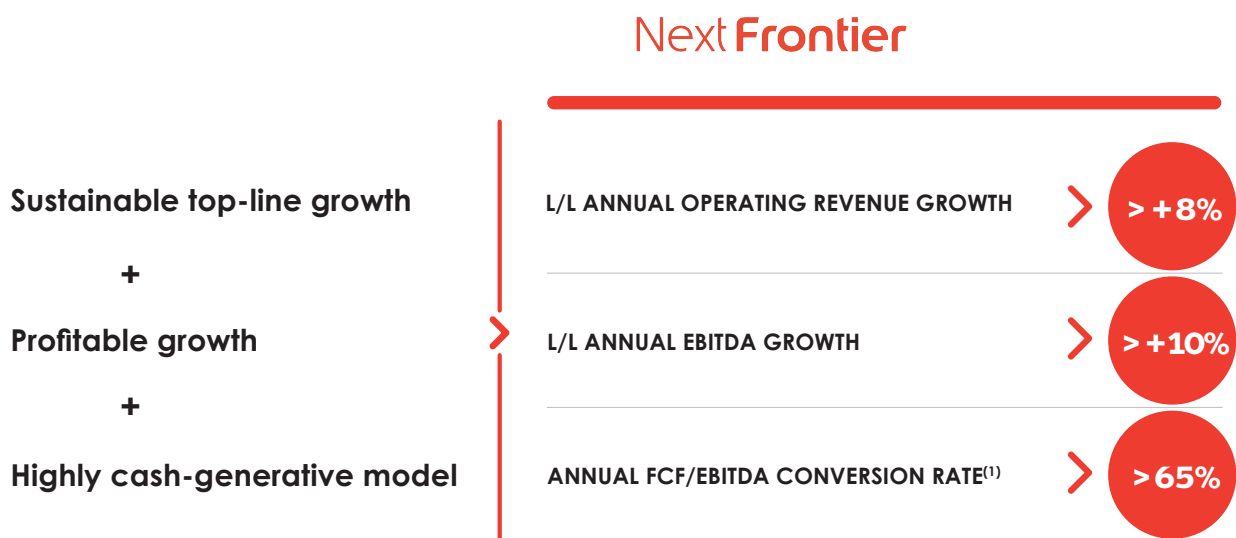 Next Frontier
Sustainable top-line growth
L/L ANNUAL OPERATING REVENUE GROWTH
> +8%
+
Profitable growth
L/L ANNUAL EBITDA GROWTH
> +10%
+
Highly cash-generative model
ANNUAL FCF/EBITDA CONVERSION RATE(1)
> 65%